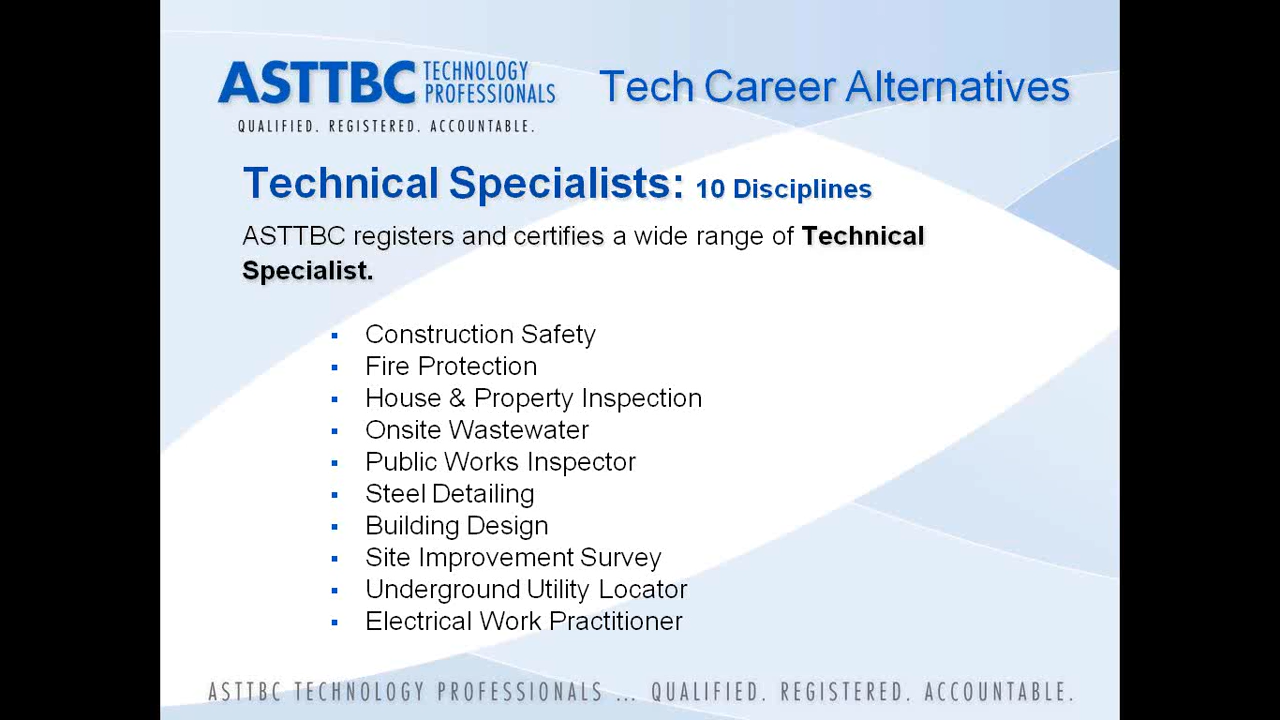 ASTTBC TECHNOLOGY PROFESSIONALS
QUALIFIED. REGISTERED. ACCOUNTABLE.
Tech Career Alternatives
Technical Specialists: 10 Disciplines
ASTTBC registers and certifies a wide range of Technical
Specialist.
▪ Construction Safety
▪ Fire Protection
▪ House & Property Inspection
▪ Onsite Wastewater
▪ Public Works Inspector
▪ Steel Detailing
▪ Building Design
▪ Site Improvement Survey
▪ Underground Utility Locator
▪ Electrical Work Practitioner
ASTTBC TECHNOLOGY PROFESSIONALS ... QUALIFIED. REGISTERED. ACCOUNTABLE.